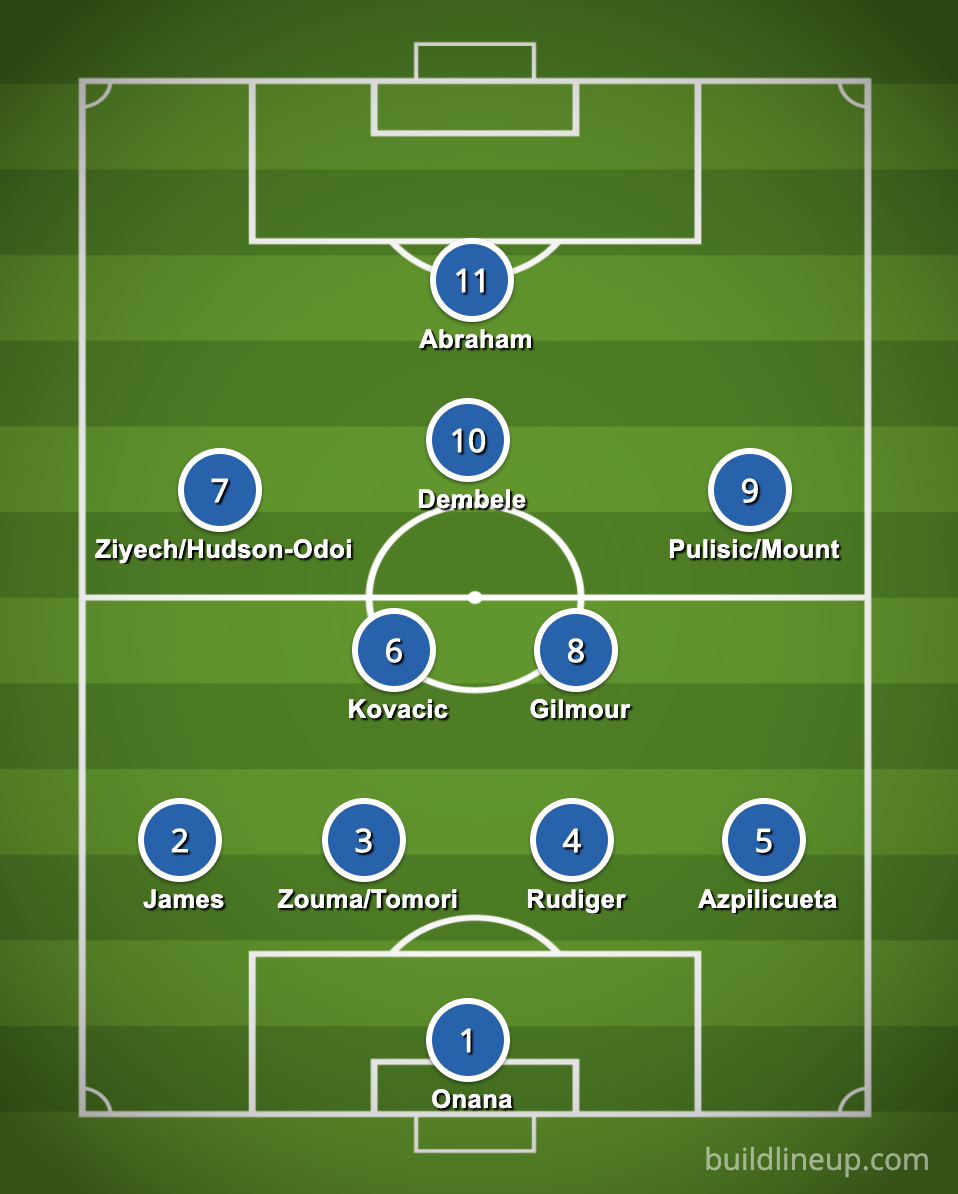 11
Abraham
10
Dembele
7
Ziyech/Hudson-Odoi
9
Pulisic/Mount
6
Kovacic
8
Gilmour
2
James
3
Zouma/Tomori
4
Rudiger
5
Azpilicueta
1
Onana
buildlineup.com